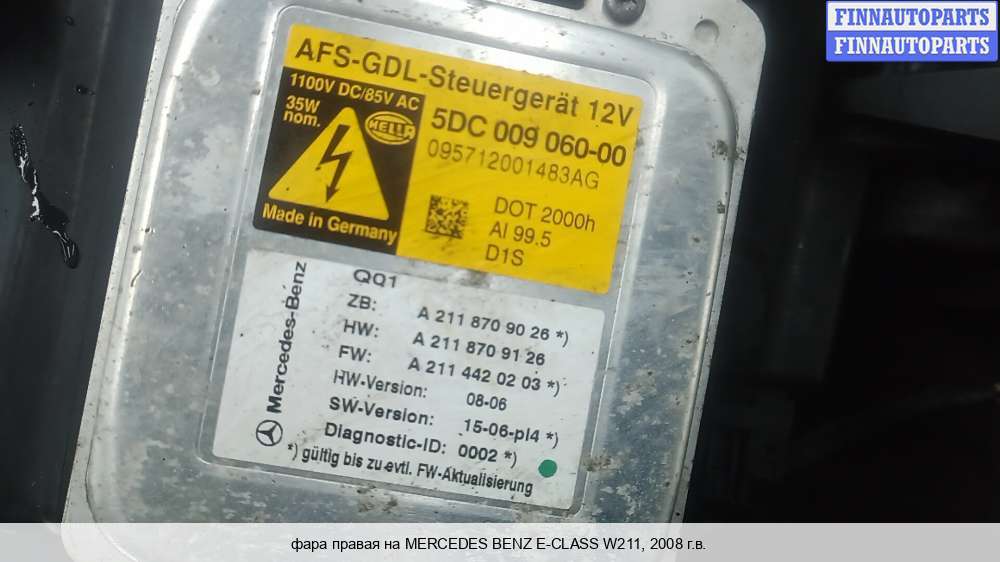 FINNAUTOPARTS
FINNAUTOPARTS
AFS-GDL-Steuergerät 12V
1100V DC/85V AC
35W
nom.
HELLA
5DC 009 060-00
095712001483AG
DOT 2000h
Al 99.5
D1S
Made in Germany
Mercedes-Benz
QQ1
ZB: A 211 870 90 26 *)
HW: A 211 870 91 26
FW: A 211 442 02 03 *)
HW-Version: 08-06
SW-Version: 15-06-pl4 *)
Diagnostic-ID: 0002 *)
*) gültig bis zu evtl. FW-Aktualisierung
фара правая на MERCEDES BENZ E-CLASS W211, 2008 г.в.